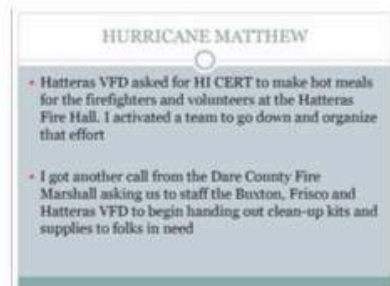 HURRICANE MATTHEW
• Hatteras VFD asked for HI CERT to make hot meals
for the firefighters and volunteers at the Hatteras
Fire Hall. I activated a team to go down and organize
that effort
• I got another call from the Dare County Fire
Marshall asking us to staff the Buxton, Frisco and
Hatteras VFD to begin handing out clean-up kits and
supplies to folks in need